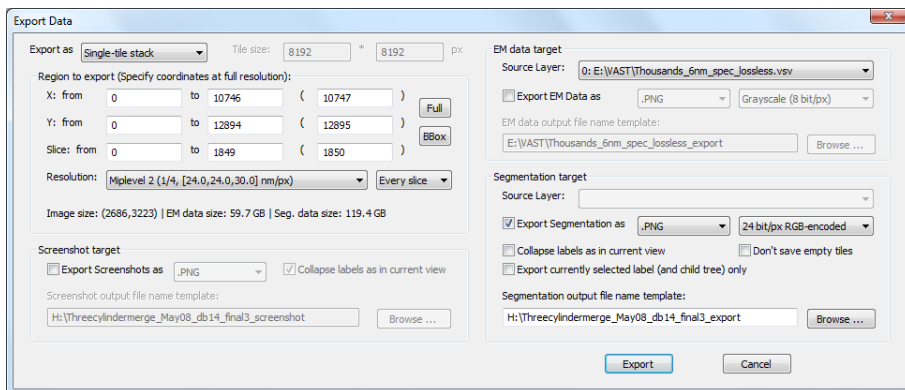 Export Data
Export as Single-tile stack Tile size: 8192 * 8192 px
Region to export (Specify coordinates at full resolution):
X: from 0 to 10746 ( 10747 ) Full
Y: from 0 to 12894 ( 12895 ) BBox
Slice: from 0 to 1849 ( 1850 )
Resolution: Miplevel 2 (1/4, [24.0,24.0,30.0] nm/px) Every slice
Image size: (2686,3223) | EM data size: 59.7 GB | Seg. data size: 119.4 GB
Screenshot target
Export Screenshots as .PNG Collapse labels as in current view
Screenshot output file name template:
H:\Threecylindermerge_May08_db14_final3_screenshot Browse ...
EM data target
Source Layer: 0: E:\VAST\Thousands_6nm_spec_lossless.vsv
Export EM Data as .PNG Grayscale (8 bit/px)
EM data output file name template:
E:\VAST\Thousands_6nm_spec_lossless_export Browse ...
Segmentation target
Source Layer:
Export Segmentation as .PNG 24 bit/px RGB-encoded
Collapse labels as in current view Don't save empty tiles
Export currently selected label (and child tree) only
Segmentation output file name template:
H:\Threecylindermerge_May08_db14_final3_export Browse ...
Export Cancel